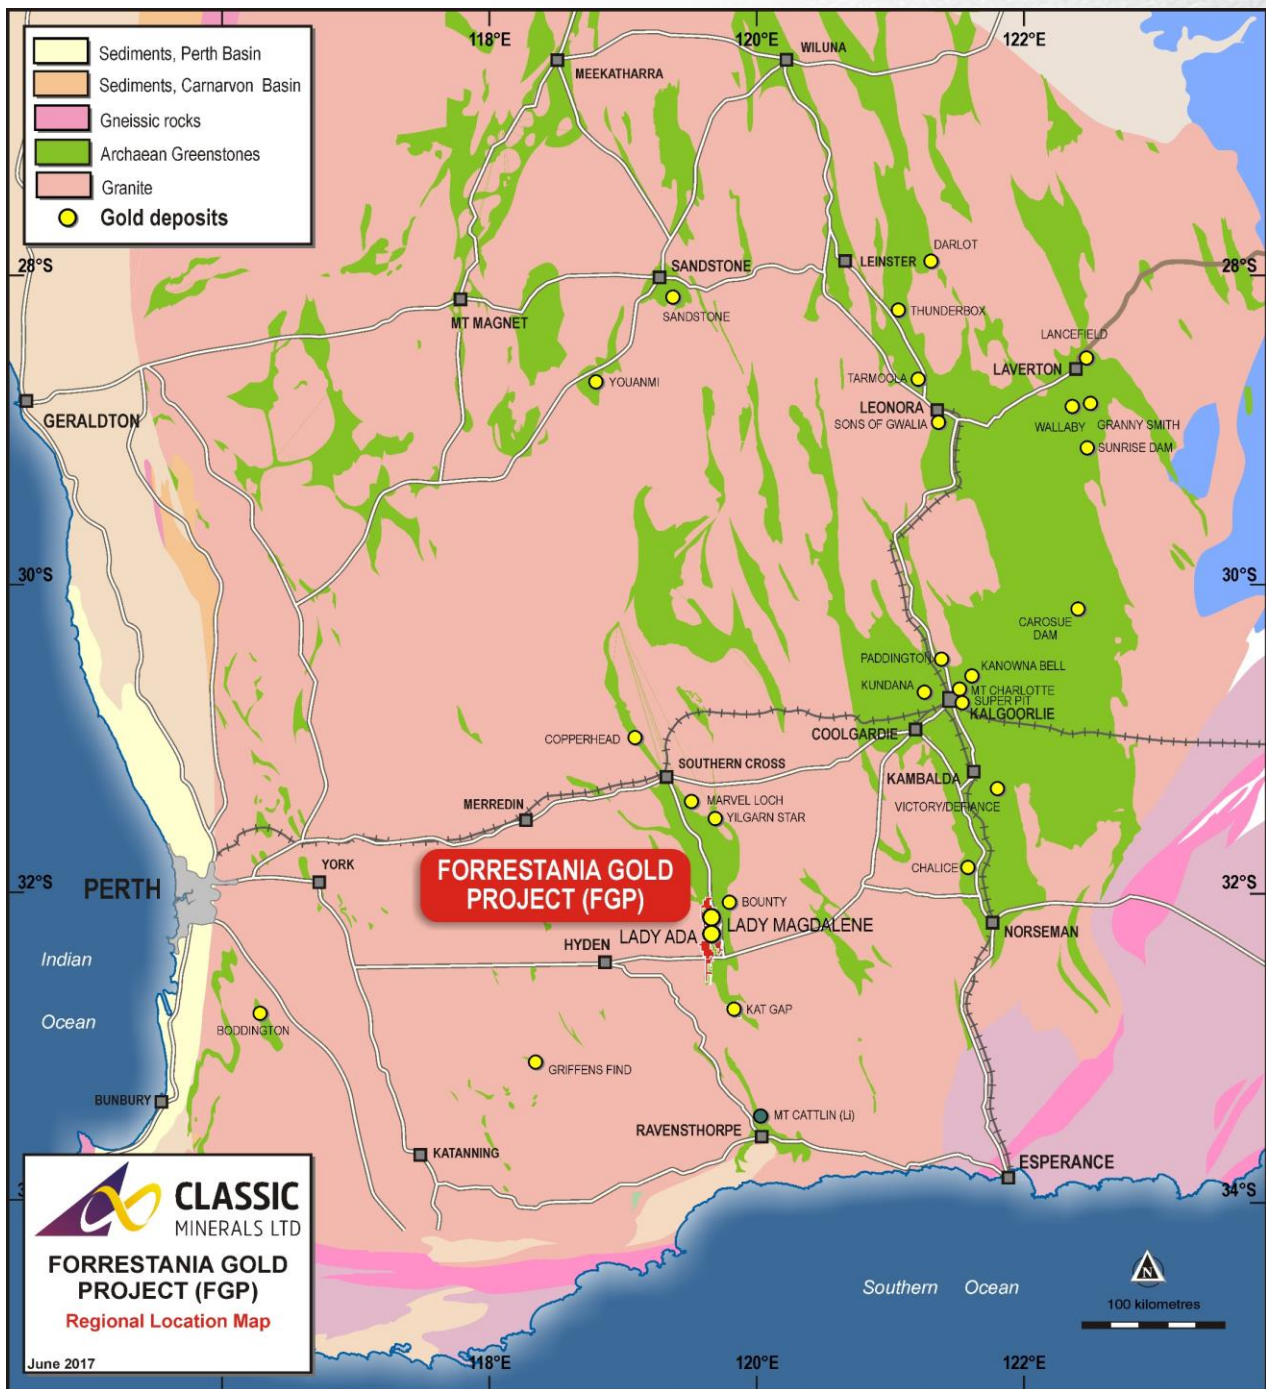 118°E
120°E
122°E
Sediments, Perth Basin
Sediments, Carnarvon Basin
Gneissic rocks
Archaean Greenstones
Granite
Gold deposits
MEEKATHARRA
WILUNA
28°S
28°S
SANDSTONE
LEINSTER
DARLOT
MT MAGNET
SANDSTONE
THUNDERBOX
LANCEFIELD
LAVERTON
YOUANMI
TARMOOLA
GERALDTON
LEONORA
SONS OF GWALIA
WALLABY
GRANNY SMITH
SUNRISE DAM
30°S
30°S
CAROSUE
DAM
PADDINGTON
KANOWNA BELL
KUNDANA
MT CHARLOTTE
SUPER PIT
KALGOORLIE
COPPERHEAD
COOLGARDIE
SOUTHERN CROSS
KAMBALDA
MERREDIN
MARVEL LOCH
YILGARN STAR
VICTORY/DEFIANCE
YORK
FORRESTANIA GOLD
PROJECT (FGP)
CHALICE
32°S
32°S
PERTH
BOUNTY
LADY MAGDALENE
LADY ADA
NORSEMAN
HYDEN
Indian
Ocean
KAT GAP
BODDINGTON
GRIFFENS FIND
BUNBURY
MT CATTLIN (Li)
RAVENSTHORPE
KATANNING
ESPERANCE
34°S
CLASSIC
MINERALS LTD
FORRESTANIA GOLD
PROJECT (FGP)
Regional Location Map
June 2017
Southern Ocean
N
100 kilometres
118°E
120°E
122°E